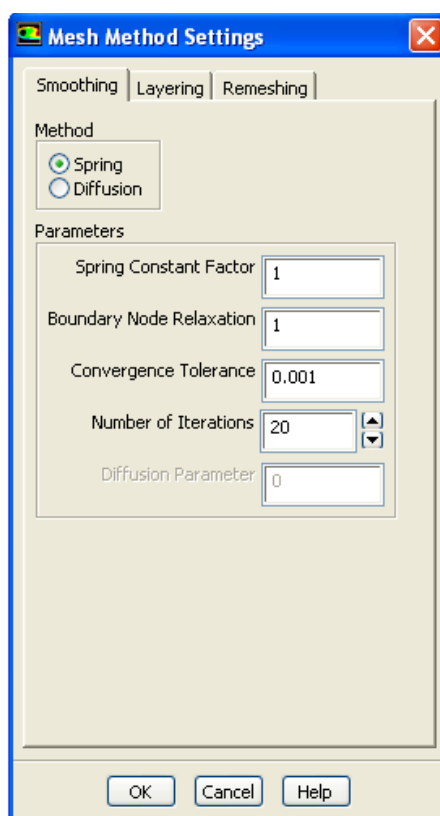 Mesh Method Settings
Smoothing Layering Remeshing
Method
Spring
Diffusion
Parameters
Spring Constant Factor 1
Boundary Node Relaxation 1
Convergence Tolerance 0.001
Number of Iterations 20
Diffusion Parameter 0
OK Cancel Help